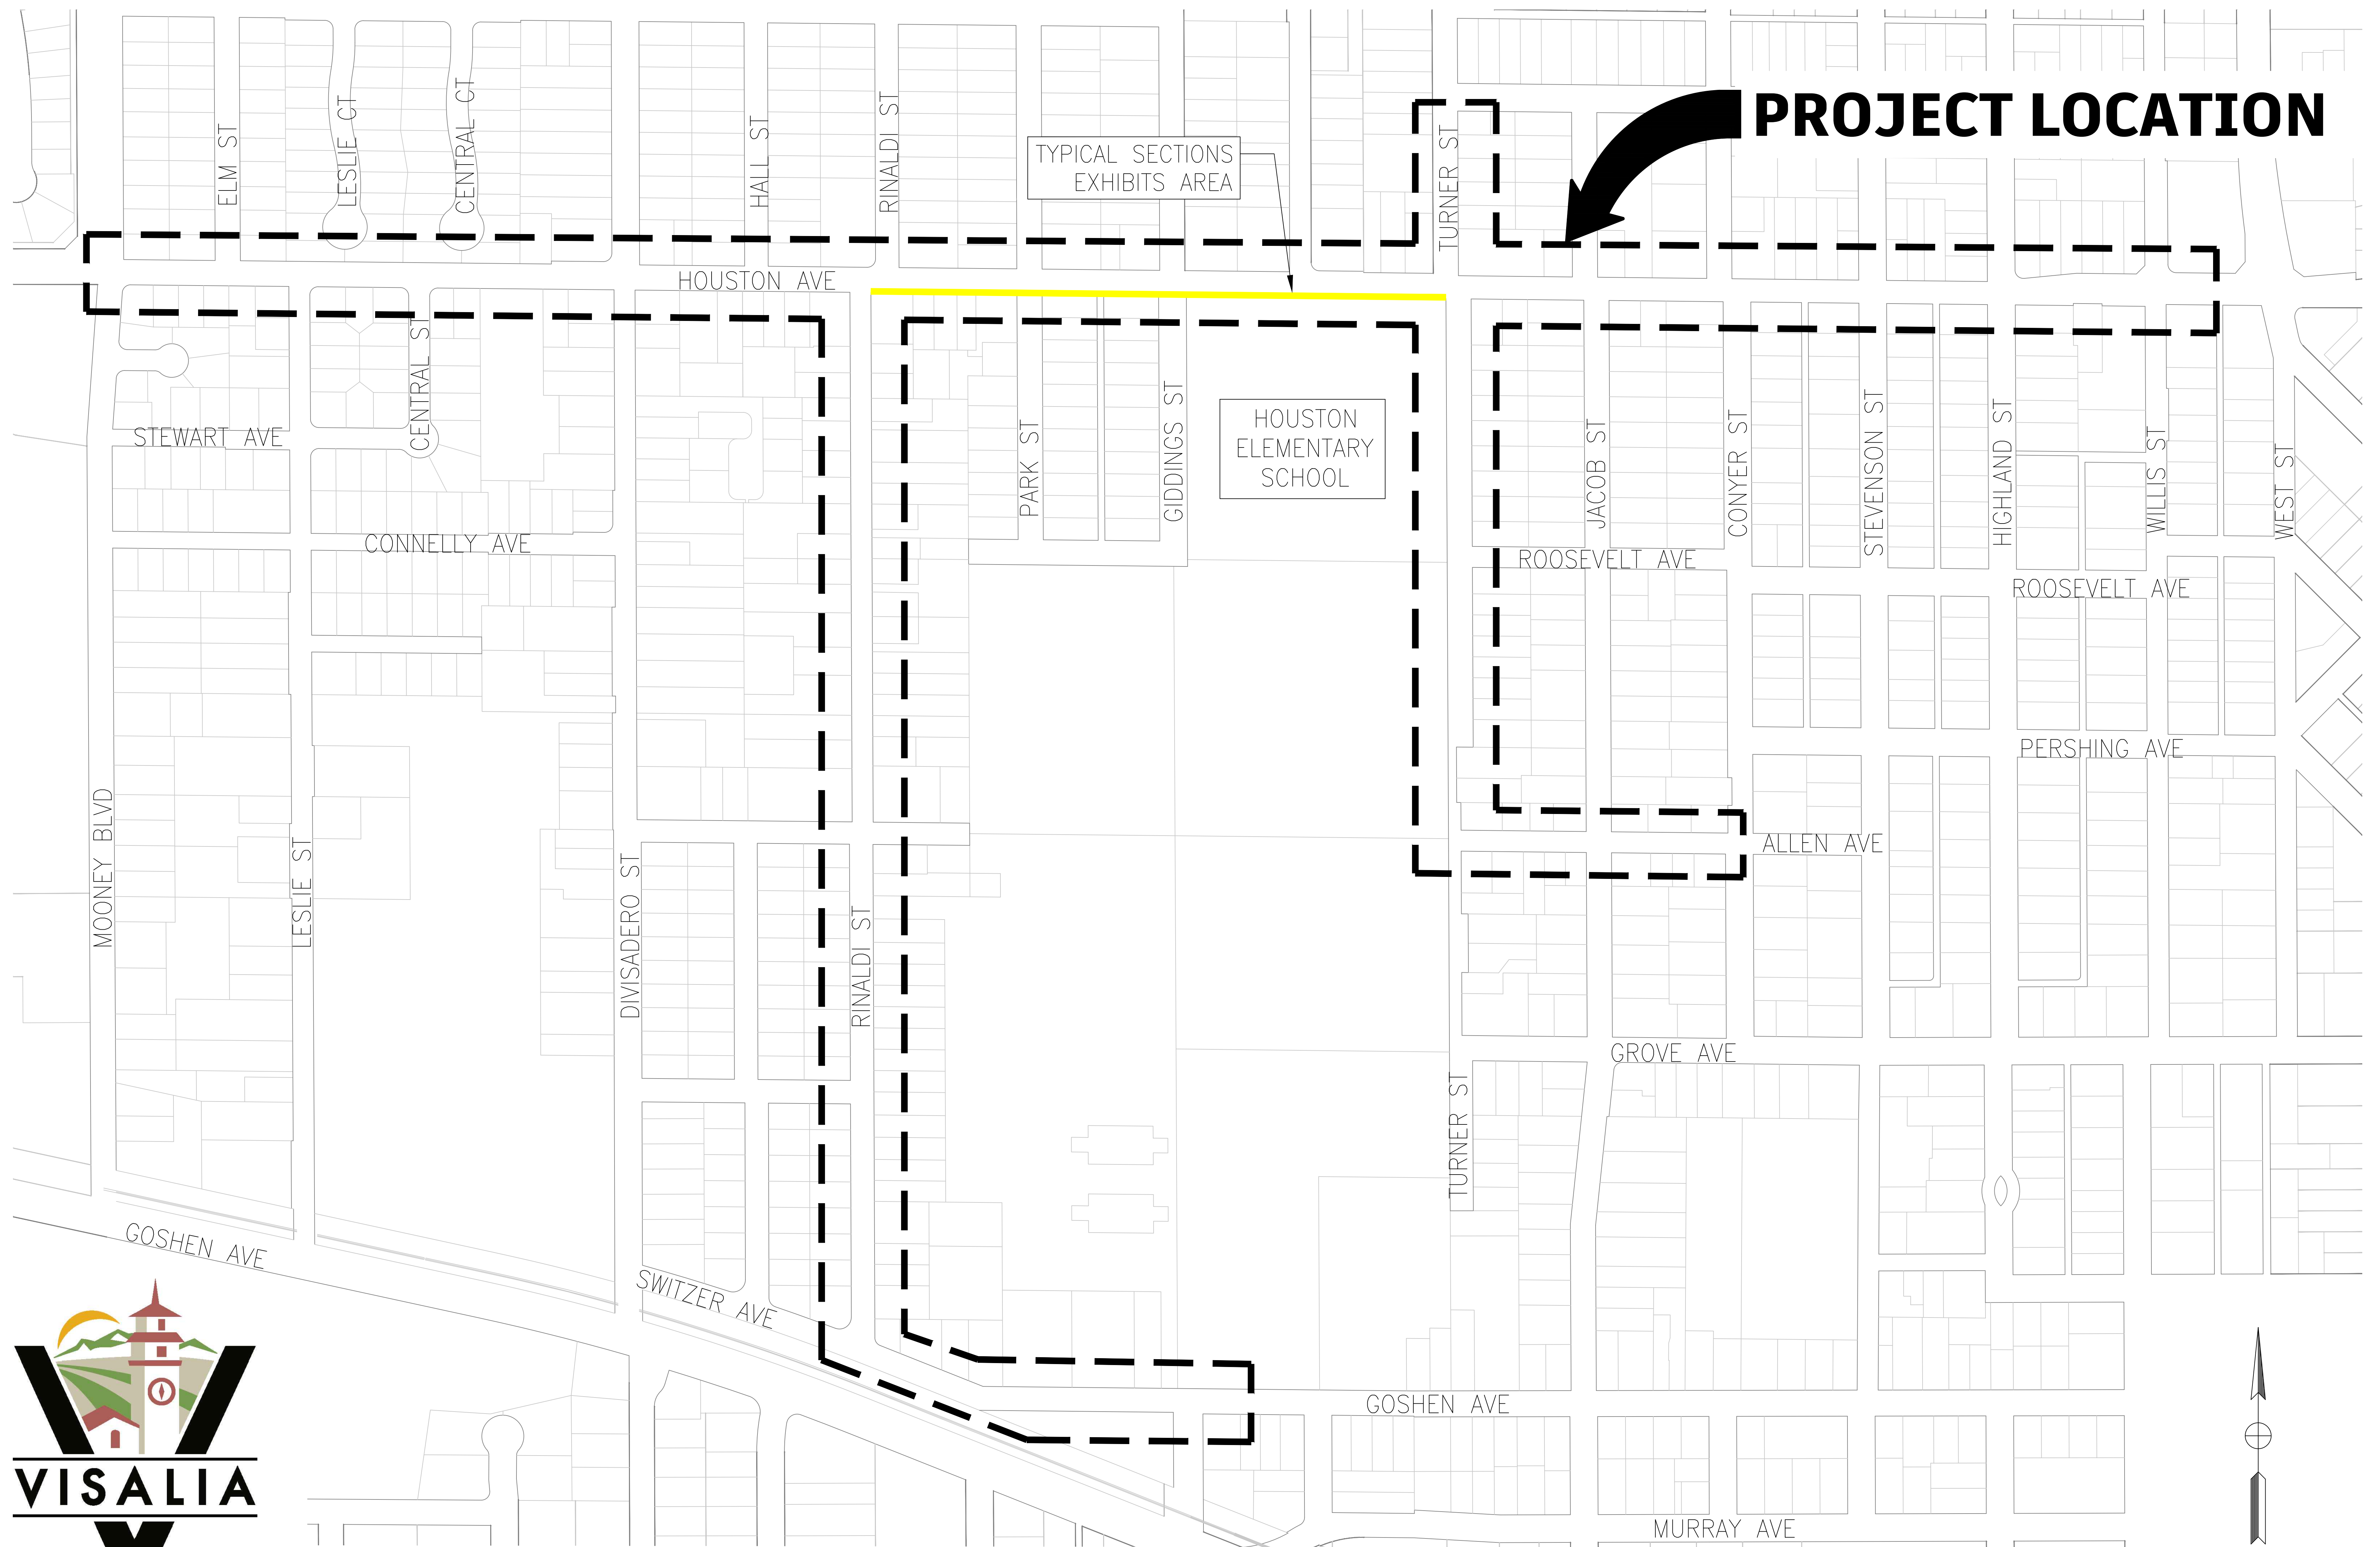 PROJECT LOCATION
ELM ST
LESLIE CT
CENTRAL CT
HALL ST
RINALDI ST
TYPICAL SECTIONS
EXHIBITS AREA
TURNER ST
HOUSTON AVE
CENTRAL ST
STEWART AVE
PARK ST
GIDDINGS ST
HOUSTON
ELEMENTARY
SCHOOL
JACOB ST
CONYER ST
STEVENSON ST
HIGHLAND ST
WILLIS ST
WEST ST
CONNELLY AVE
ROOSEVELT AVE
ROOSEVELT AVE
PERSHING AVE
MOONEY BLVD
LESLIE ST
DIVISADERO ST
RINALDI ST
ALLEN AVE
GROVE AVE
TURNER ST
GOSHEN AVE
SWITZER AVE
GOSHEN AVE
VISALIA
MURRAY AVE